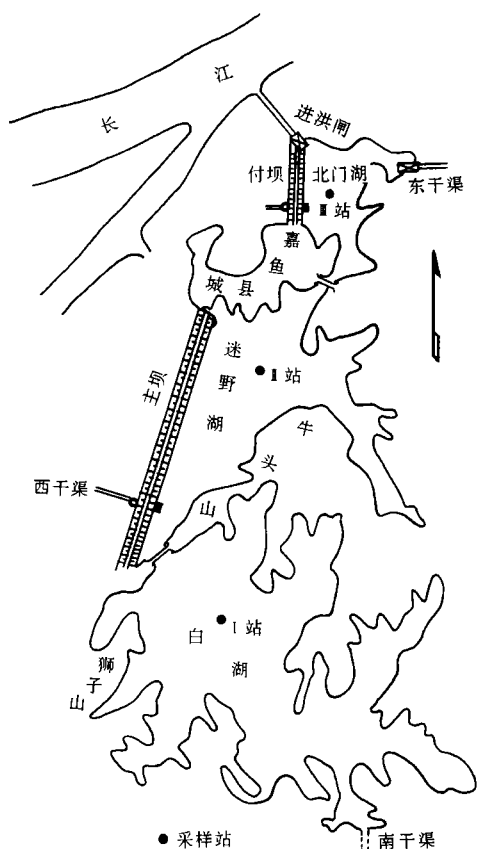 长江
进洪闸
付坝
北门湖
东干渠
Ⅲ站
嘉鱼县城
迷野湖
Ⅱ站
主坝
牛头山
西干渠
Ⅰ站
白湖
狮子山
采样站
南干渠